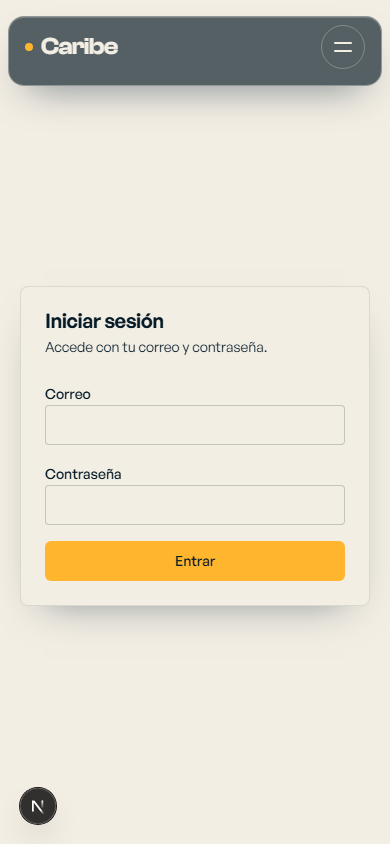 Caribe
Iniciar sesión
Accede con tu correo y contraseña.
Correo
Contraseña
Entrar
N